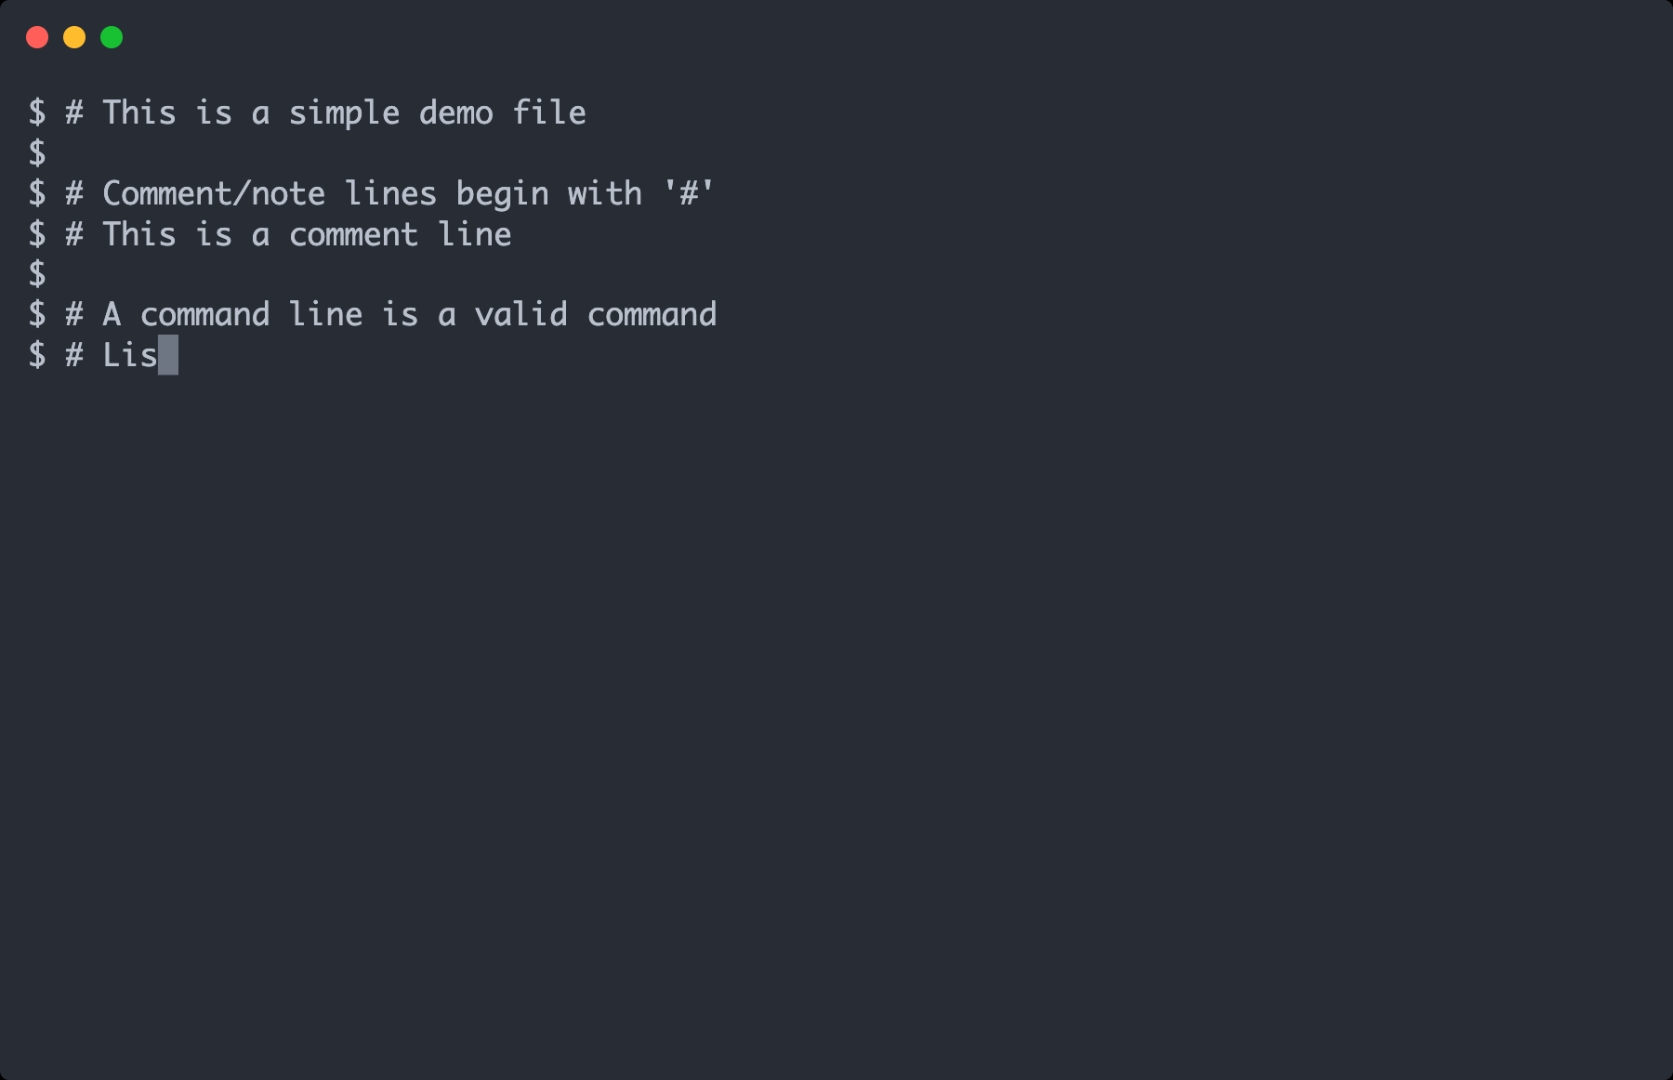 $ # This is a simple demo file
$
$ # Comment/note lines begin with '#'
$ # This is a comment line
$
$ # A command line is a valid command
$ # Lis